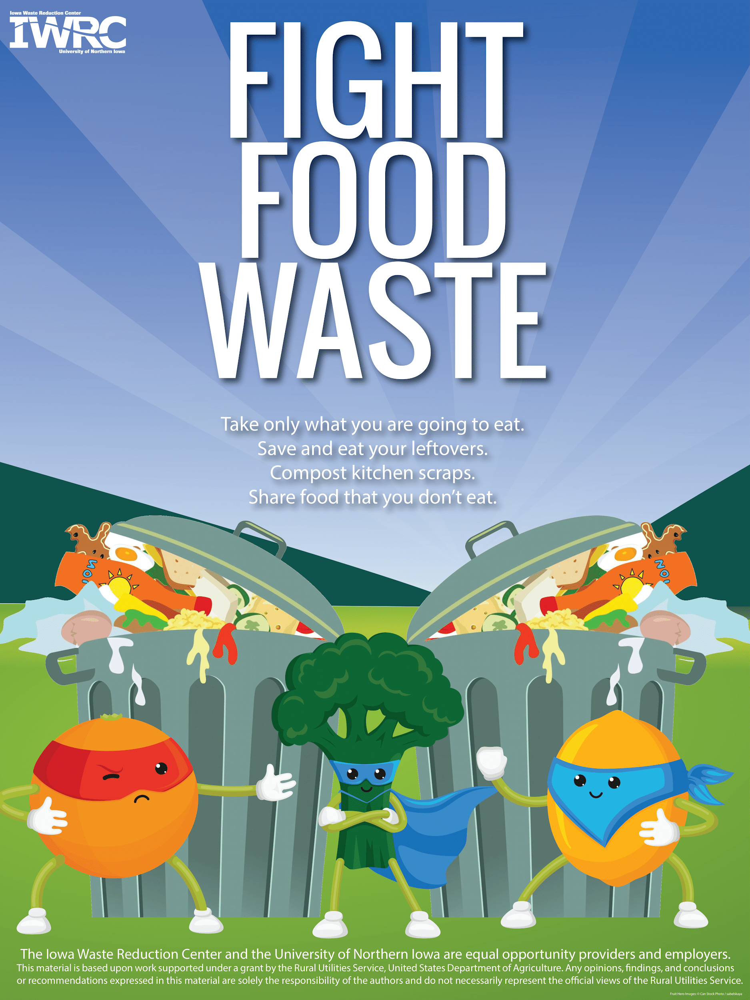 Iowa Waste Reduction Center
IWRC
University of Northern Iowa
FIGHT
FOOD
WASTE
Take only what you are going to eat.
Save and eat your leftovers.
Compost kitchen scraps.
Share food that you don't eat.
The Iowa Waste Reduction Center and the University of Northern Iowa are equal opportunity providers and employers.
This material is based upon work supported under a grant by the Rural Utilities Service, United States Department of Agriculture. Any opinions, findings, and conclusions
or recommendations expressed in this material are solely the responsibility of the authors and do not necessarily represent the official views of the Rural Utilities Service.
Fruit Hero Images: © Can Stock Photo / sabelskaya